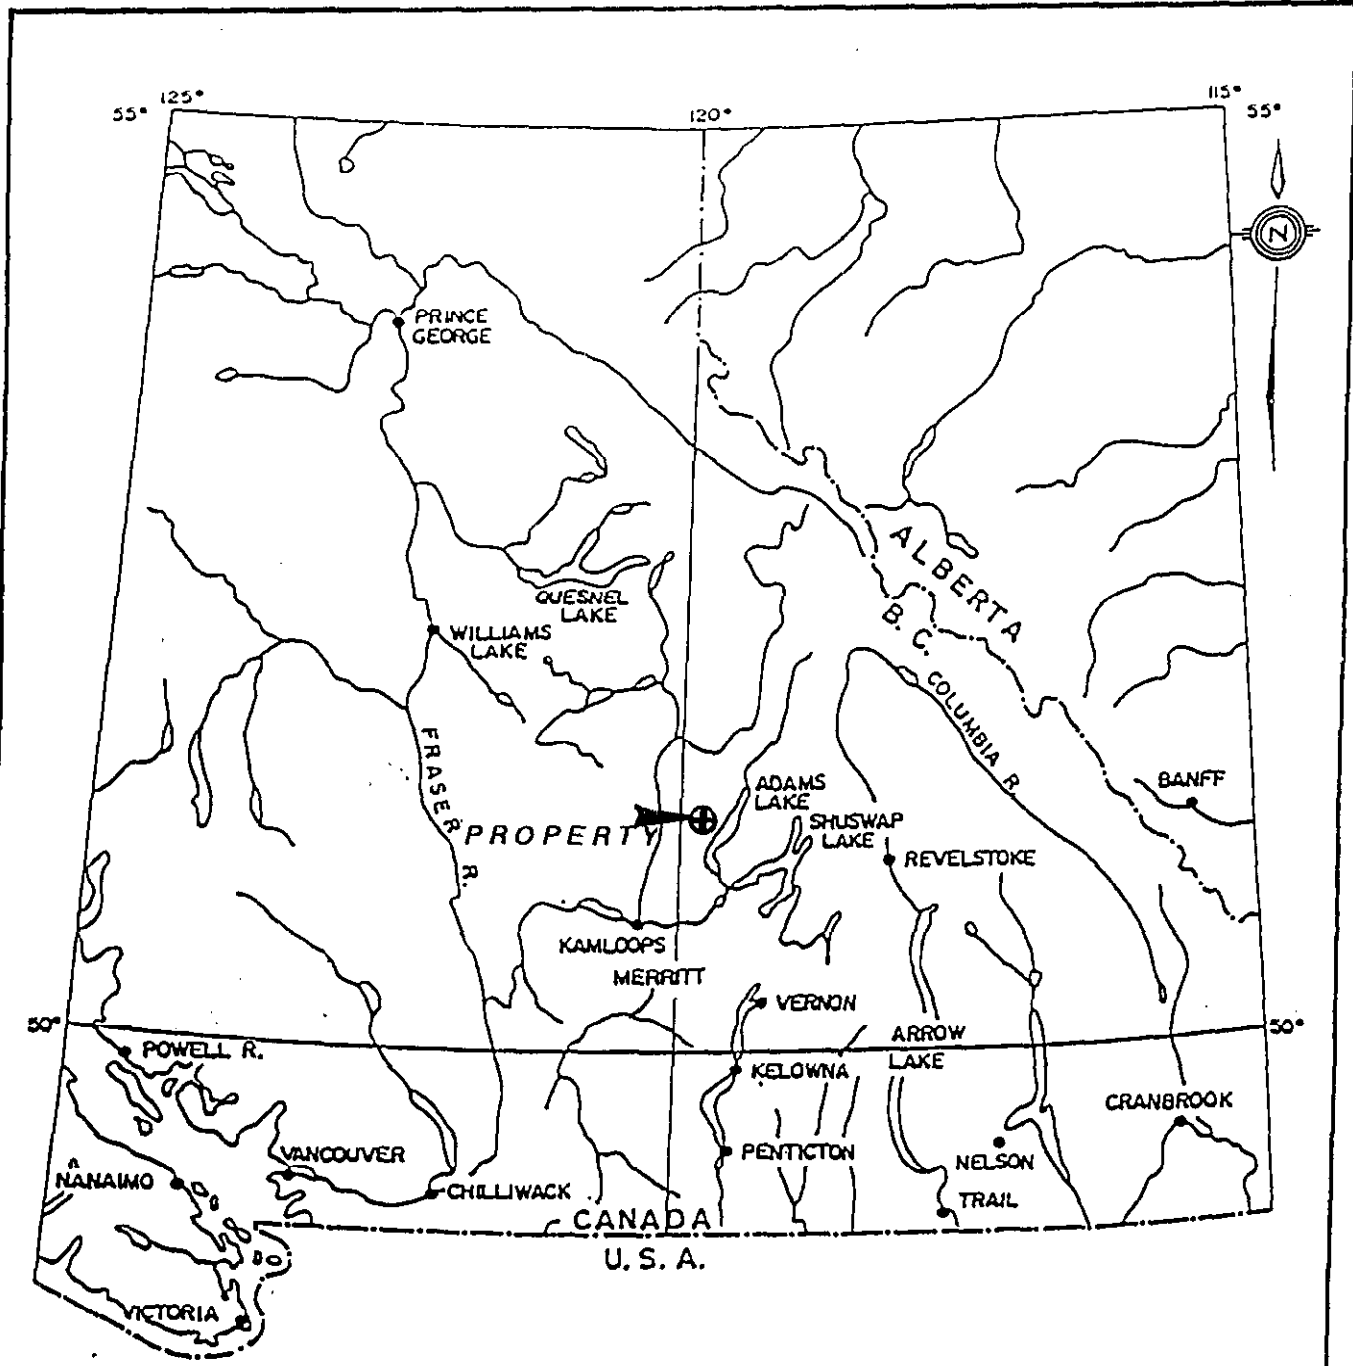 125°
120°
115°
55°
55°
N
PRINCE
GEORGE
ALBERTA
B. C.
QUESNEL
LAKE
WILLIAMS
LAKE
COLUMBIA R.
FRASER R.
BANFF
ADAMS
LAKE
PROPERTY
SHUSWAP
LAKE
REVELSTOKE
KAMLOOPS
MERRITT
VERNON
50°
50°
ARROW
LAKE
POWELL R.
KELOWNA
CRANBROOK
VANCOUVER
PENTICTON
NELSON
NANAIMO
CHILLIWACK
TRAIL
CANADA
U. S. A.
VICTORIA